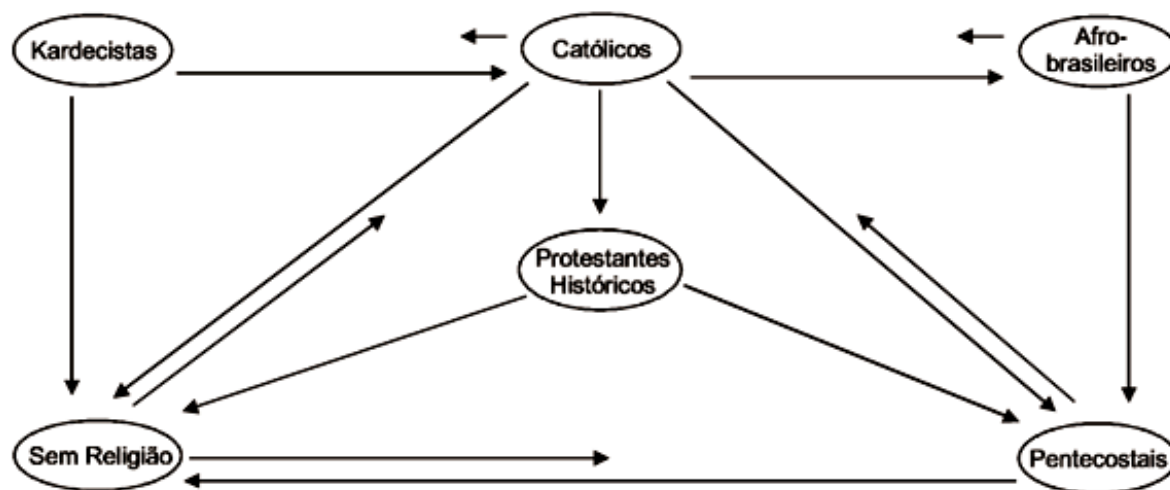 Kardecistas
Católicos
Afro-
brasileiros
Protestantes
Históricos
Sem Religião
Pentecostais